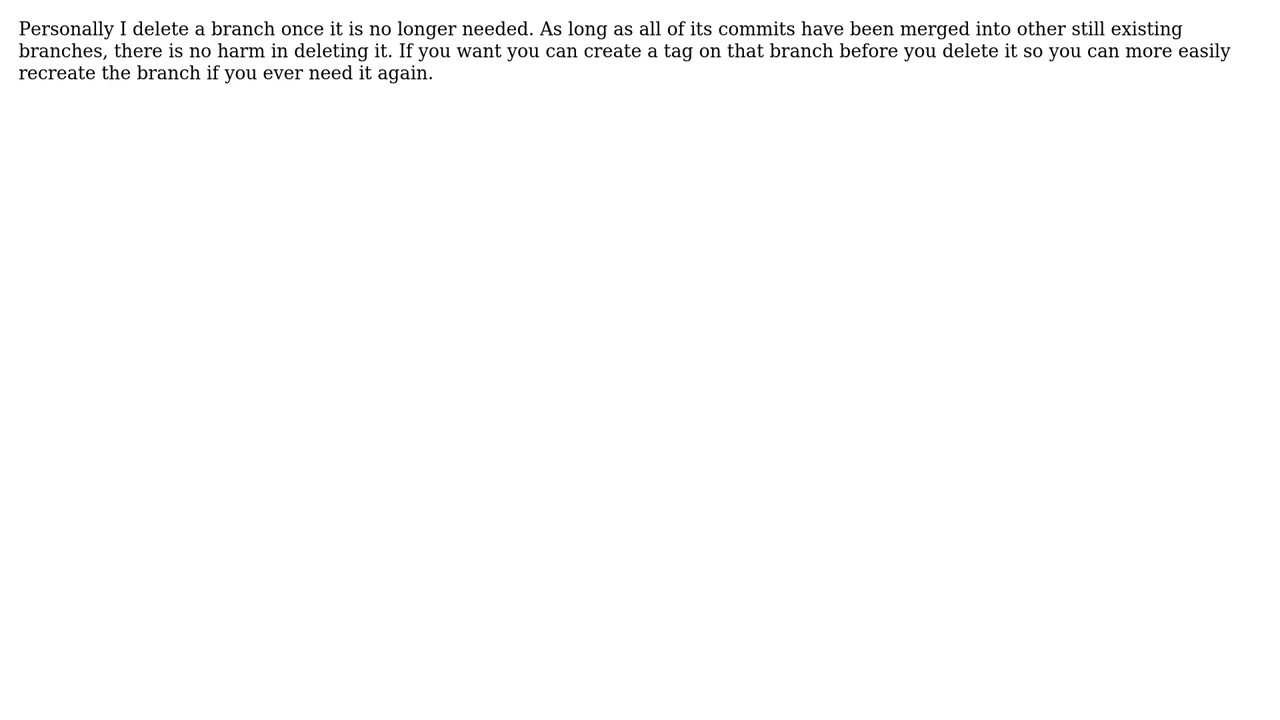 Personally I delete a branch once it is no longer needed. As long as all of its commits have been merged into other still existing
branches, there is no harm in deleting it. If you want you can create a tag on that branch before you delete it so you can more easily
recreate the branch if you ever need it again.